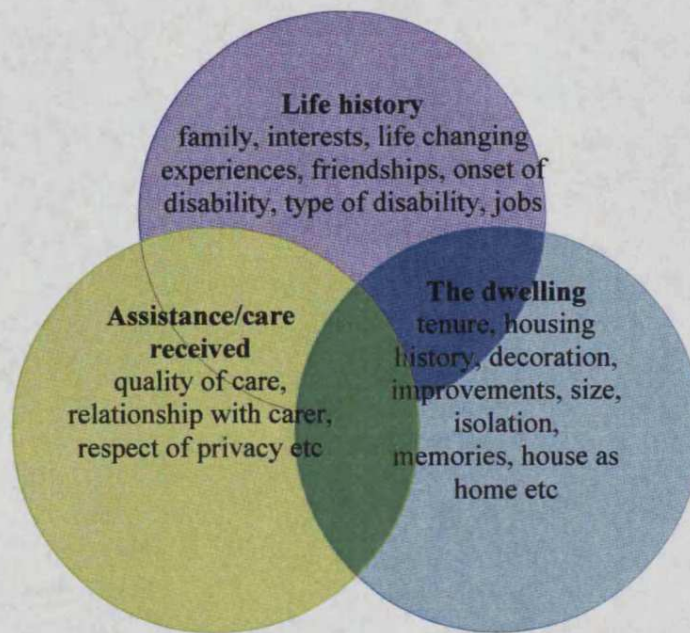 Life history
family, interests, life changing
experiences, friendships, onset of
disability, type of disability, jobs
Assistance/care
received
quality of care,
relationship with carer,
respect of privacy etc
The dwelling
tenure, housing
history, decoration,
improvements, size,
isolation,
memories, house as
home etc